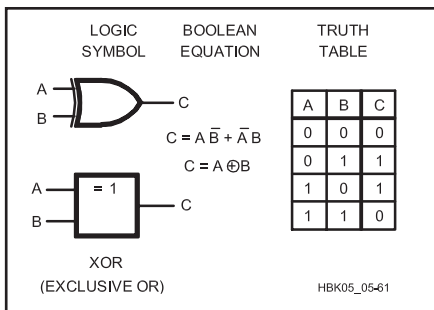 LOGIC SYMBOL
BOOLEAN EQUATION
TRUTH TABLE
A
B
C
C = A B̅ + A̅ B
C = A ⊕ B
A
B
= 1
C
XOR
(EXCLUSIVE OR)
A B C
0 0 0
0 1 1
1 0 1
1 1 0
HBK05_05-61